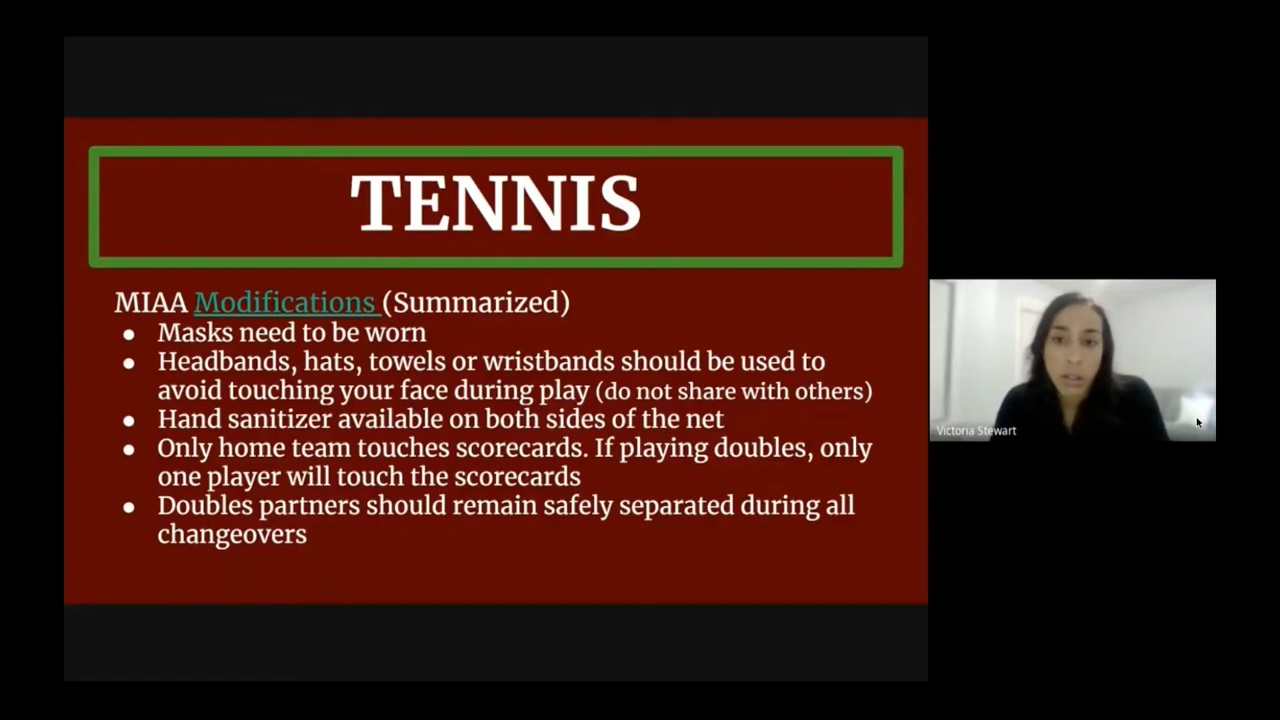 TENNIS
MIAA Modifications (Summarized)
● Masks need to be worn
● Headbands, hats, towels or wristbands should be used to
avoid touching your face during play (do not share with others)
● Hand sanitizer available on both sides of the net
● Only home team touches scorecards. If playing doubles, only
one player will touch the scorecards
● Doubles partners should remain safely separated during all
changeovers
Victoria Stewart